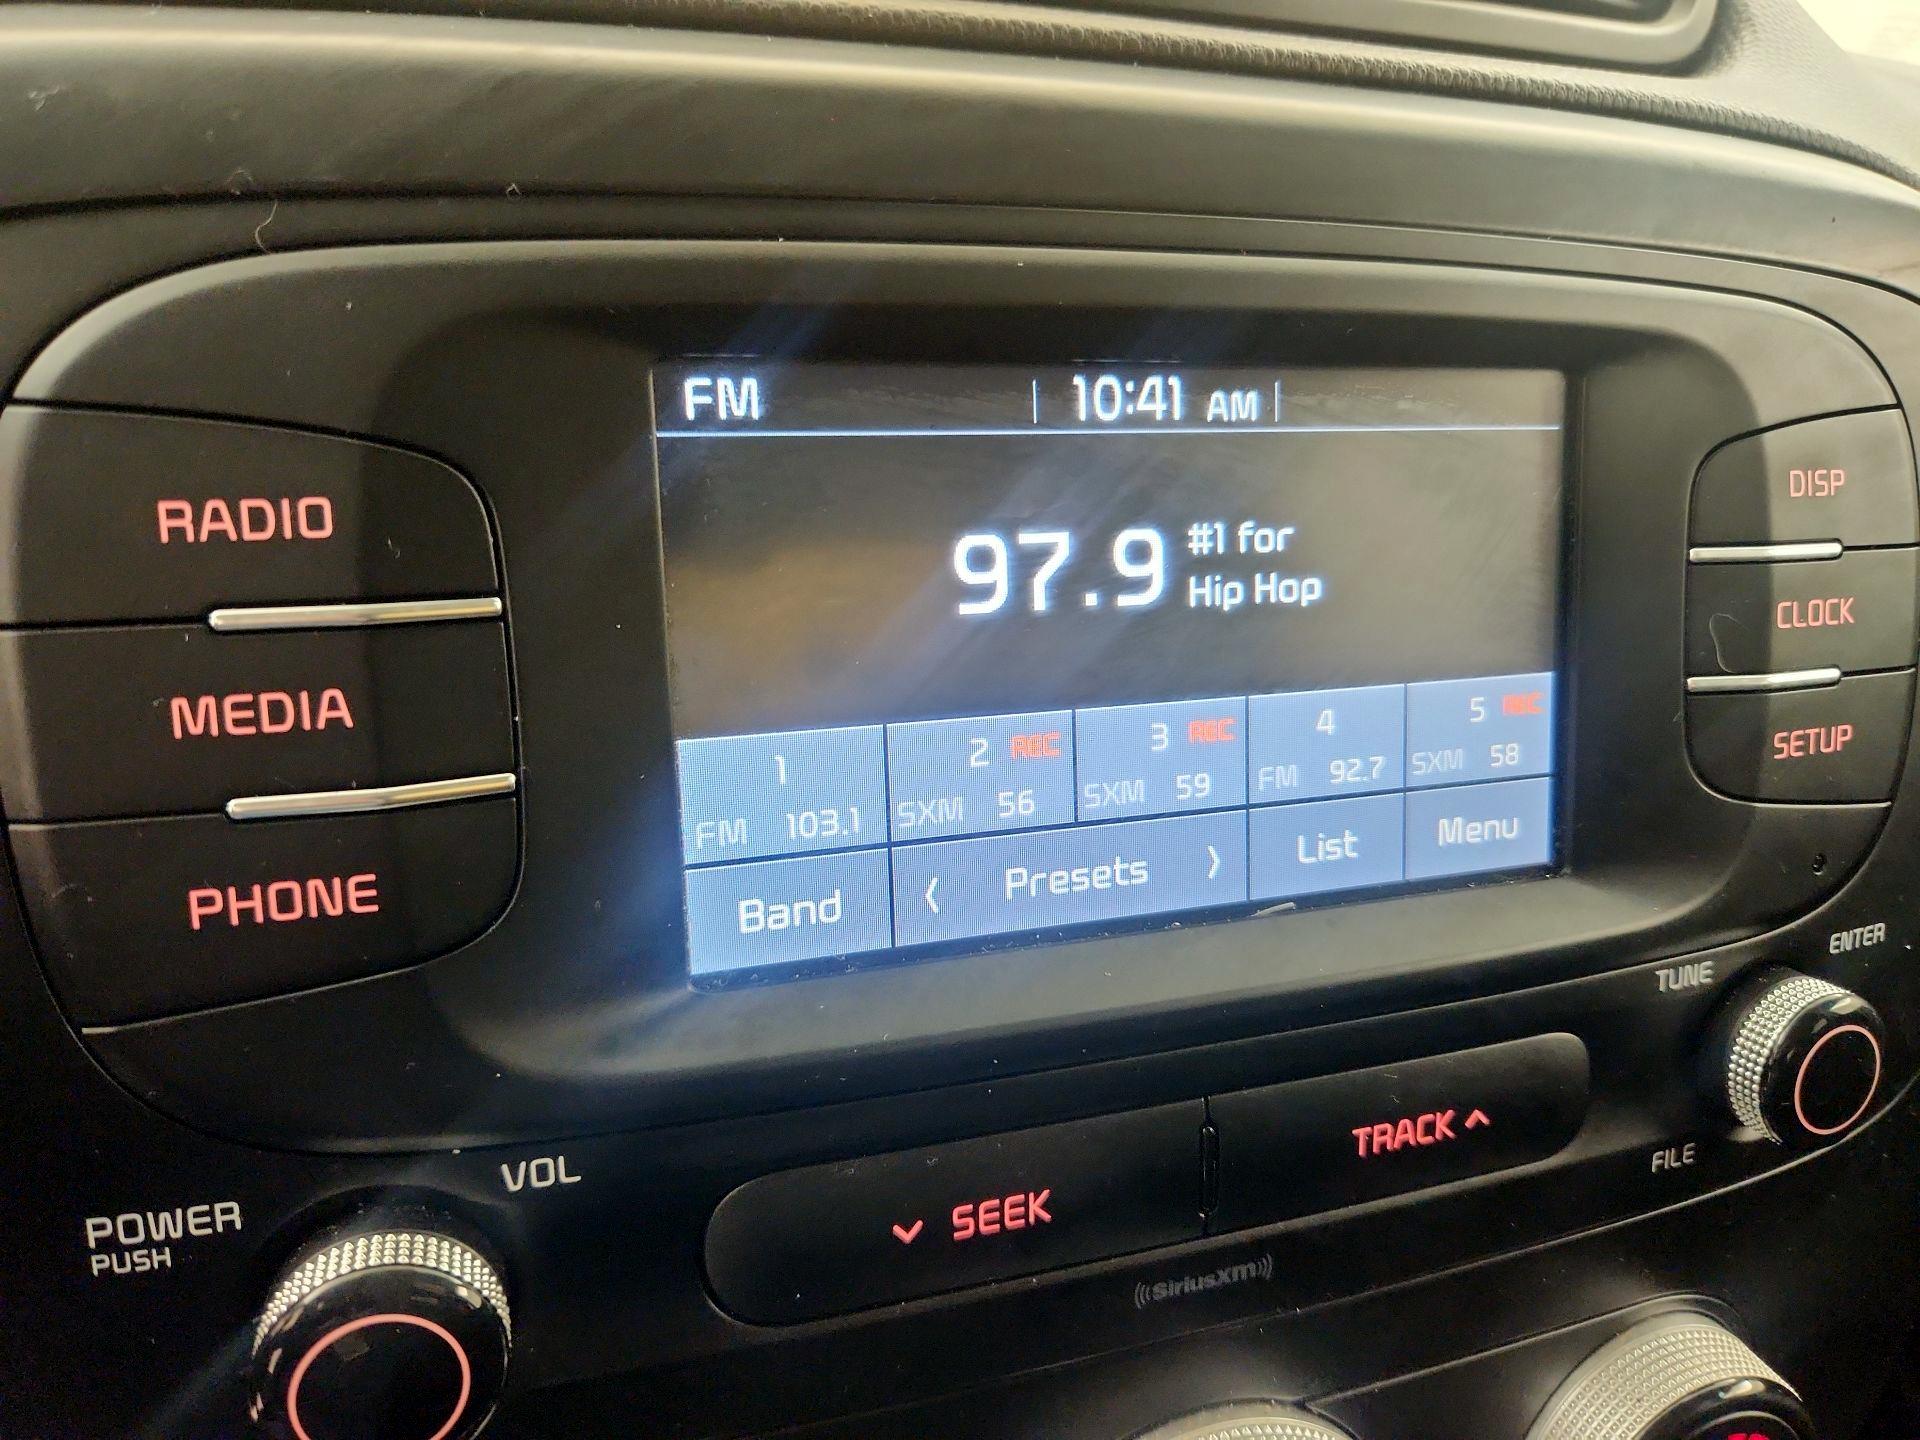 FM
10:41 AM
97.9
#1 for
Hip Hop
1
FM 103.1
2 REC
SXM 56
3 REC
SXM 59
4
FM 92.7
5 REC
SXM 58
Band
‹ Presets ›
List
Menu
RADIO
MEDIA
PHONE
DISP
CLOCK
SETUP
TUNE
ENTER
FILE
VOL
POWER
PUSH
SEEK
TRACK
((SiriusXM))